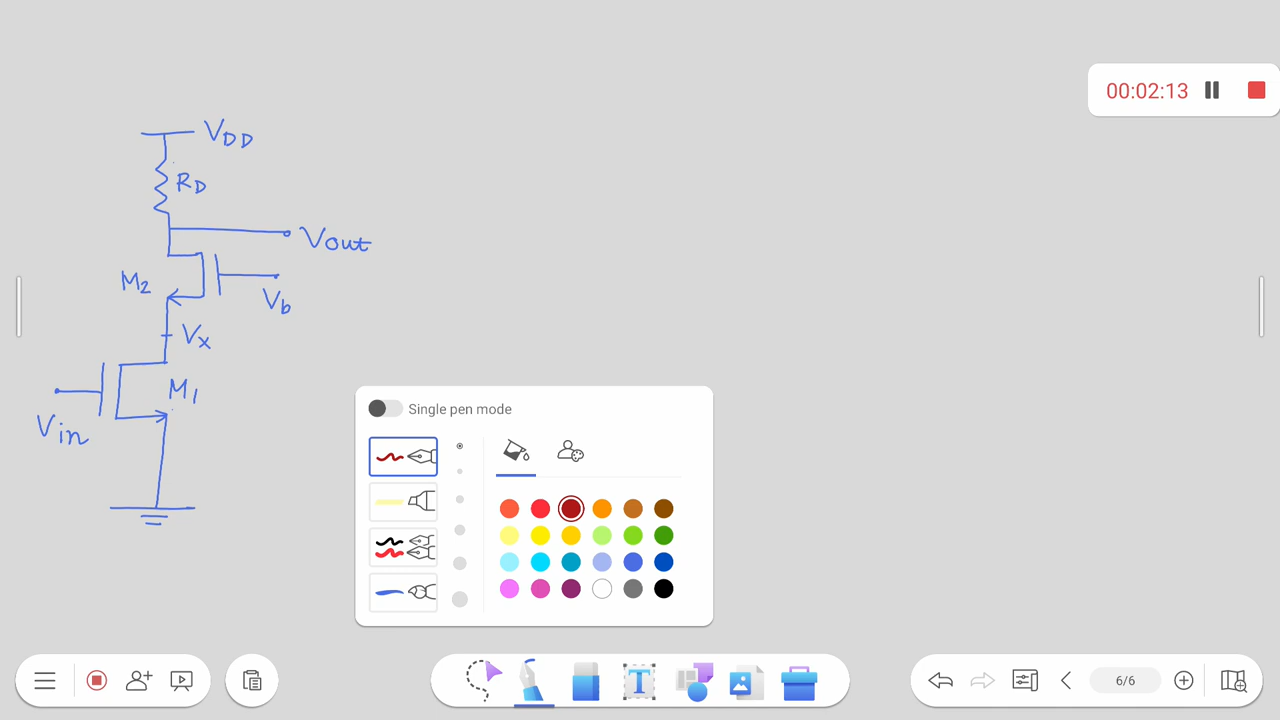 00:02:13
VDD
RD
Vout
M2
Vb
Vx
M1
Vin
Single pen mode
T
6/6